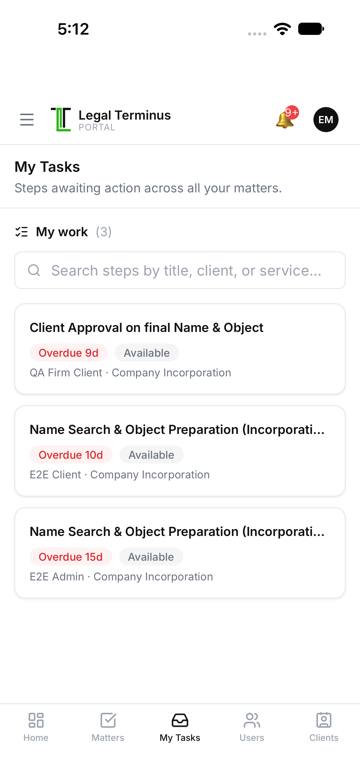 5:12
Legal Terminus
PORTAL
9+
EM
My Tasks
Steps awaiting action across all your matters.
My work (3)
Search steps by title, client, or service...
Client Approval on final Name & Object
Overdue 9d Available
QA Firm Client · Company Incorporation
Name Search & Object Preparation (Incorporati...
Overdue 10d Available
E2E Client · Company Incorporation
Name Search & Object Preparation (Incorporati...
Overdue 15d Available
E2E Admin · Company Incorporation
Home Matters My Tasks Users Clients